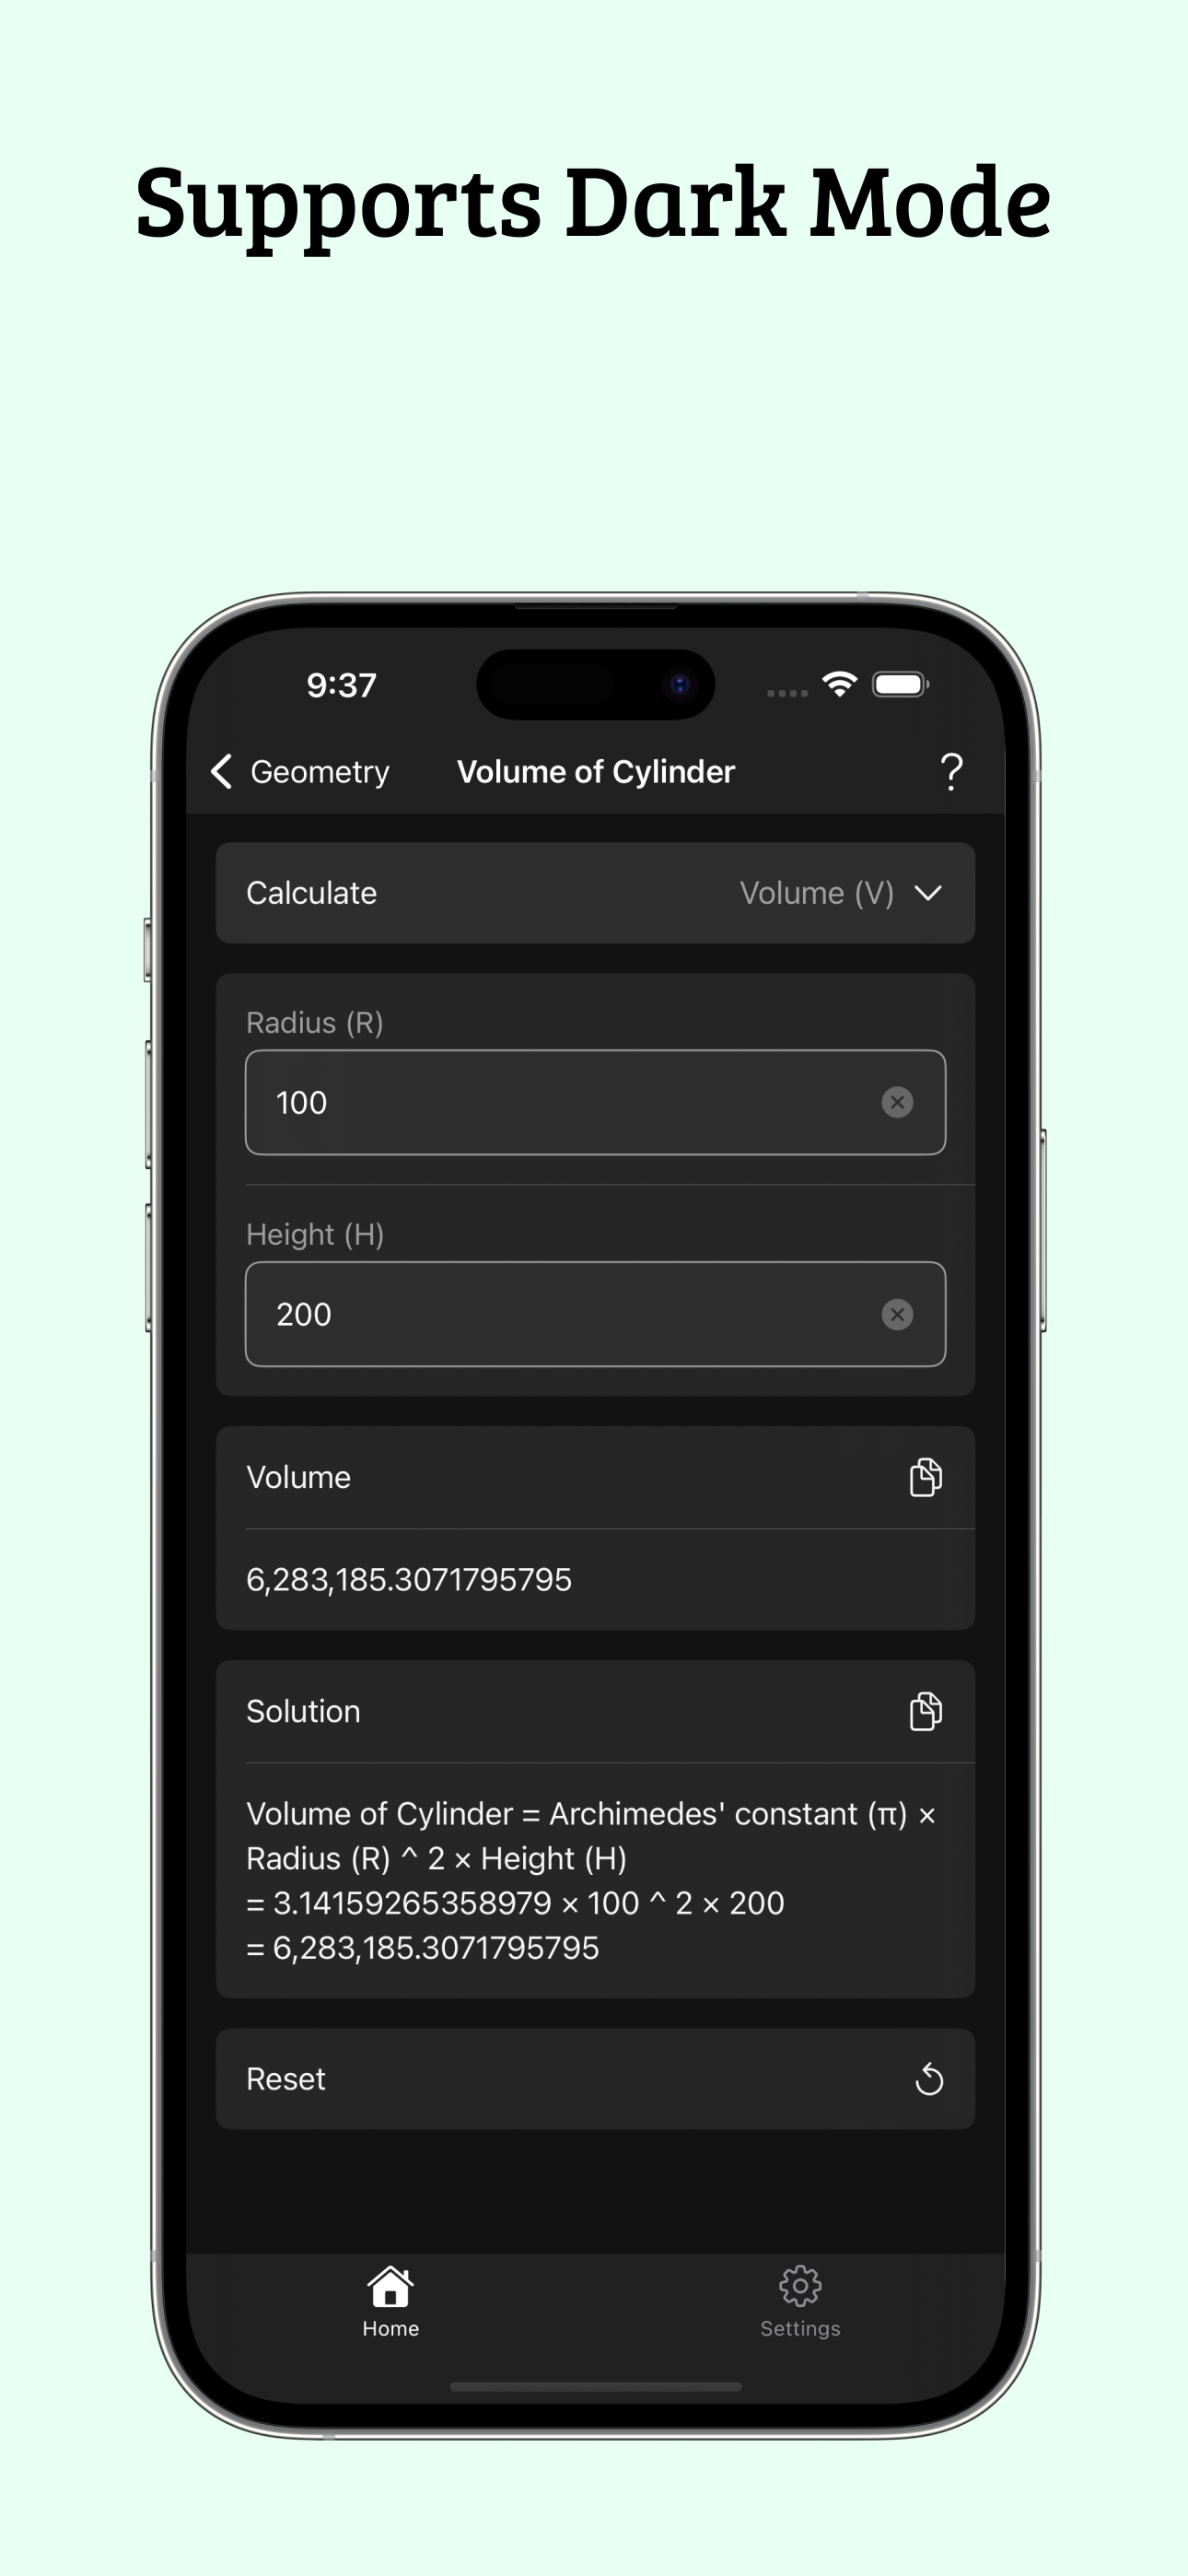 Supports Dark Mode
9:37
Geometry
Volume of Cylinder
?
Calculate
Volume (V)
Radius (R)
100
Height (H)
200
Volume
6,283,185.3071795795
Solution
Volume of Cylinder = Archimedes' constant (π) ×
Radius (R) ^ 2 × Height (H)
= 3.14159265358979 × 100 ^ 2 × 200
= 6,283,185.3071795795
Reset
Home
Settings